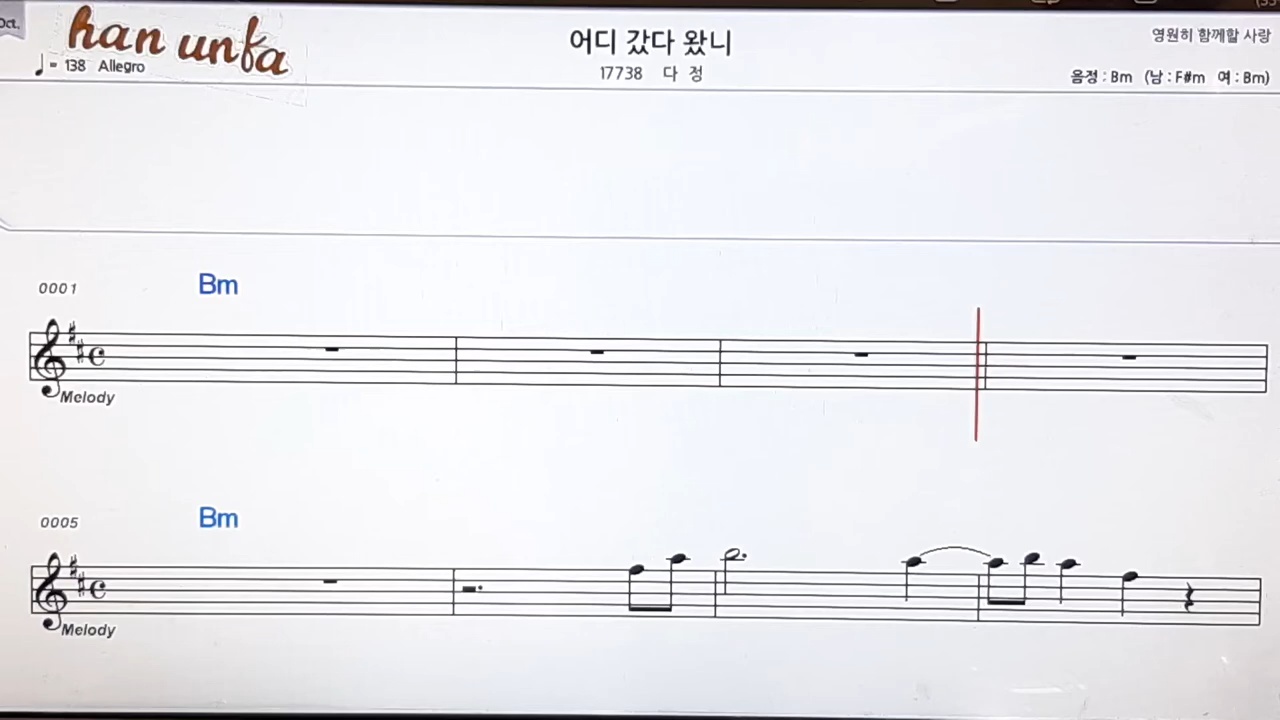 Oct.
han unfa
♩= 138 Allegro
어디 갔다 왔니
17738 다 정
영원히 함께할 사랑
음정 : Bm (남 : F#m 여 : Bm)
0001
Bm
Melody
0005
Bm
Melody